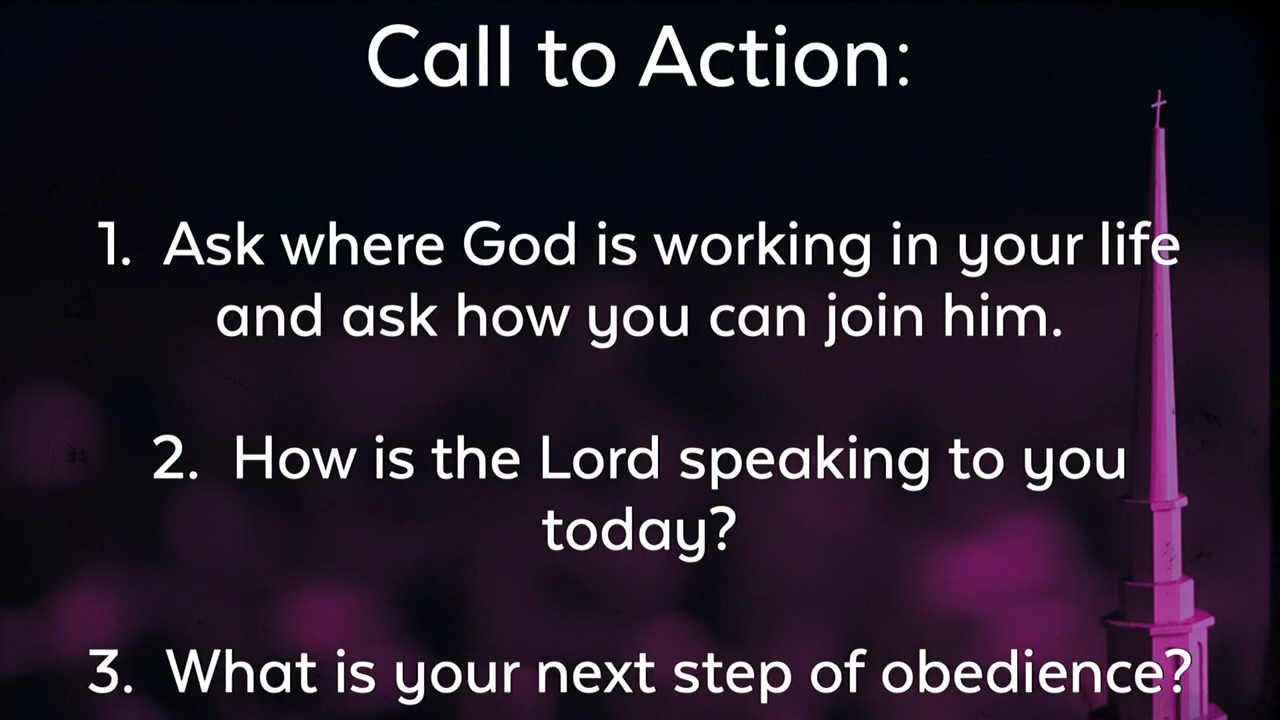 Call to Action:
1. Ask where God is working in your life
and ask how you can join him.
2. How is the Lord speaking to you
today?
3. What is your next step of obedience?